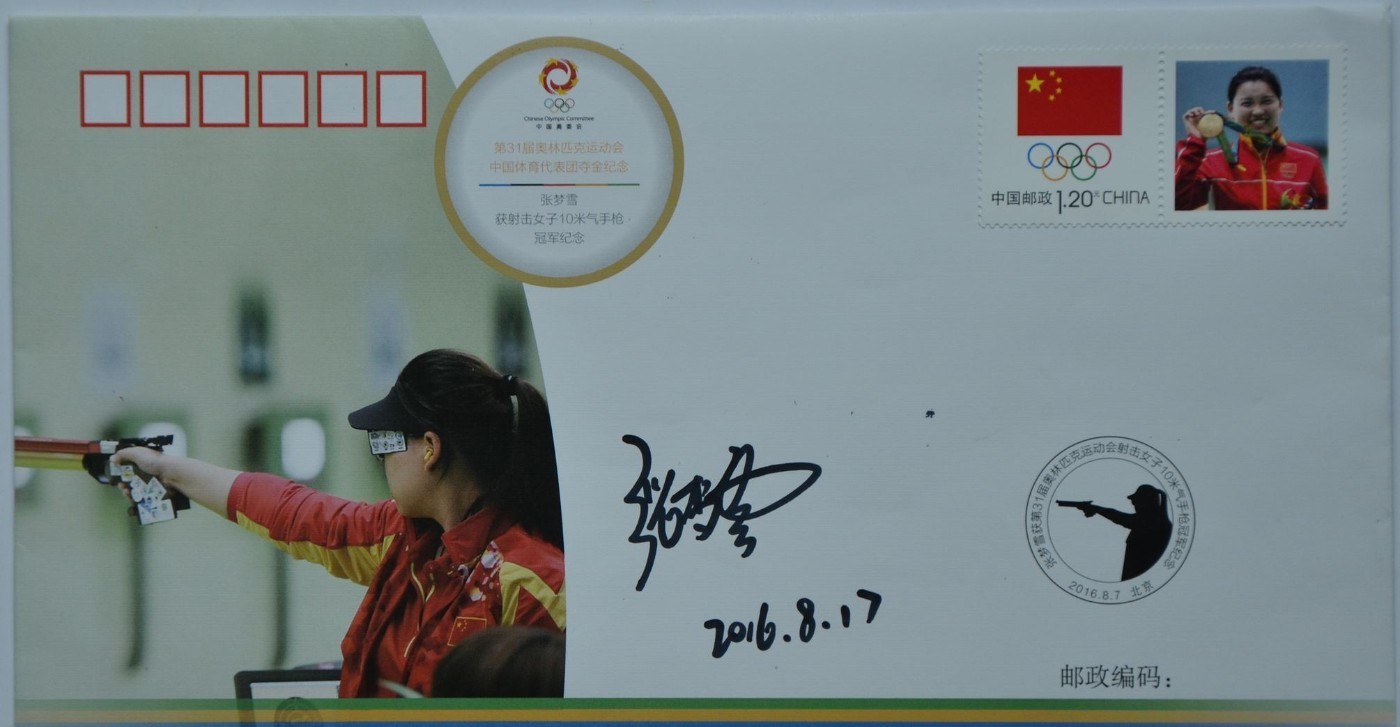 Chinese Olympic Committee
中国奥委会
第31届奥林匹克运动会
中国体育代表团夺金纪念
张梦雪
获射击女子10米气手枪
冠军纪念
中国邮政 1.20元 CHINA
张梦雪
2016.8.17
张梦雪获第31届奥林匹克运动会射击女子10米气手枪冠军纪念
2016.8.7 北京
邮政编码：